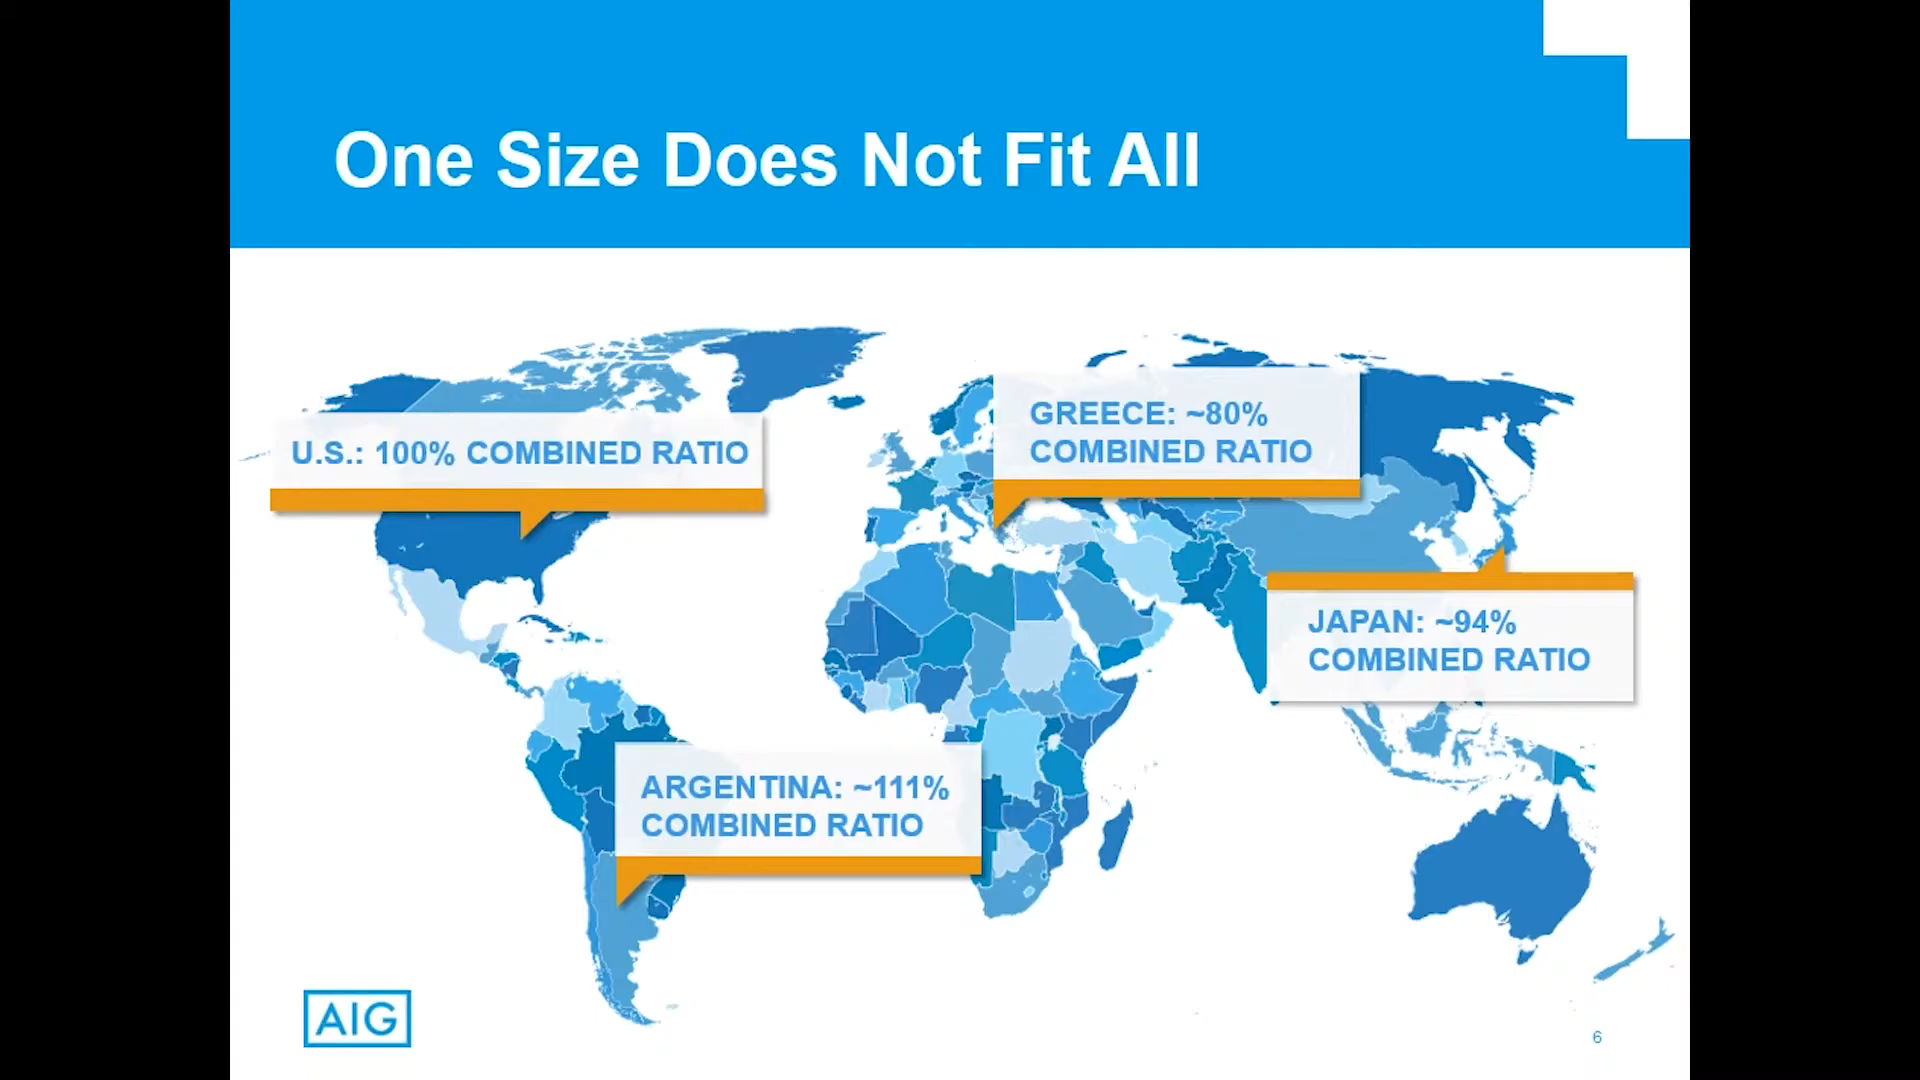 One Size Does Not Fit All
U.S.: 100% COMBINED RATIO
GREECE: ~80%
COMBINED RATIO
JAPAN: ~94%
COMBINED RATIO
ARGENTINA: ~111%
COMBINED RATIO
AIG
6